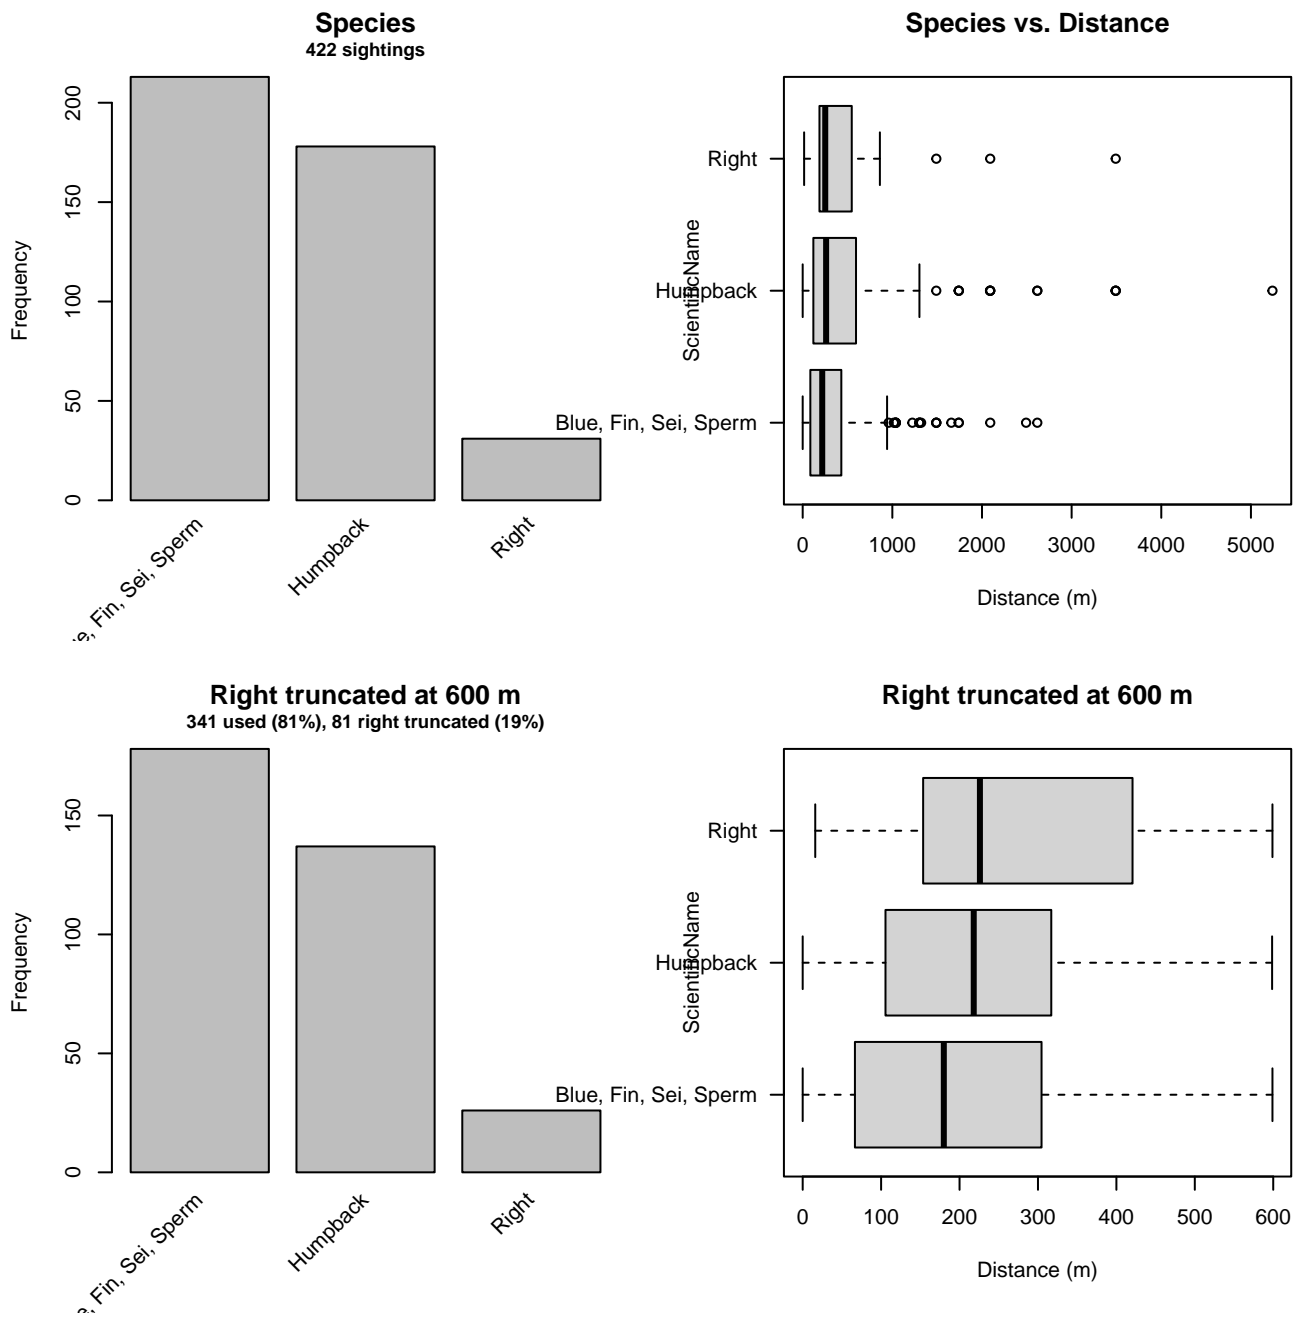 Species
422 sightings
Frequency
200
150
100
50
0
Fin, Sei, Sperm
Humpback
Right
Species vs. Distance
ScientificName
Right
Humpback
Blue, Fin, Sei, Sperm
0 1000 2000 3000 4000 5000
Distance (m)
Right truncated at 600 m
341 used (81%), 81 right truncated (19%)
Frequency
150
100
50
0
Fin, Sei, Sperm
Humpback
Right
Right truncated at 600 m
ScientificName
Right
Humpback
Blue, Fin, Sei, Sperm
0 100 200 300 400 500 600
Distance (m)